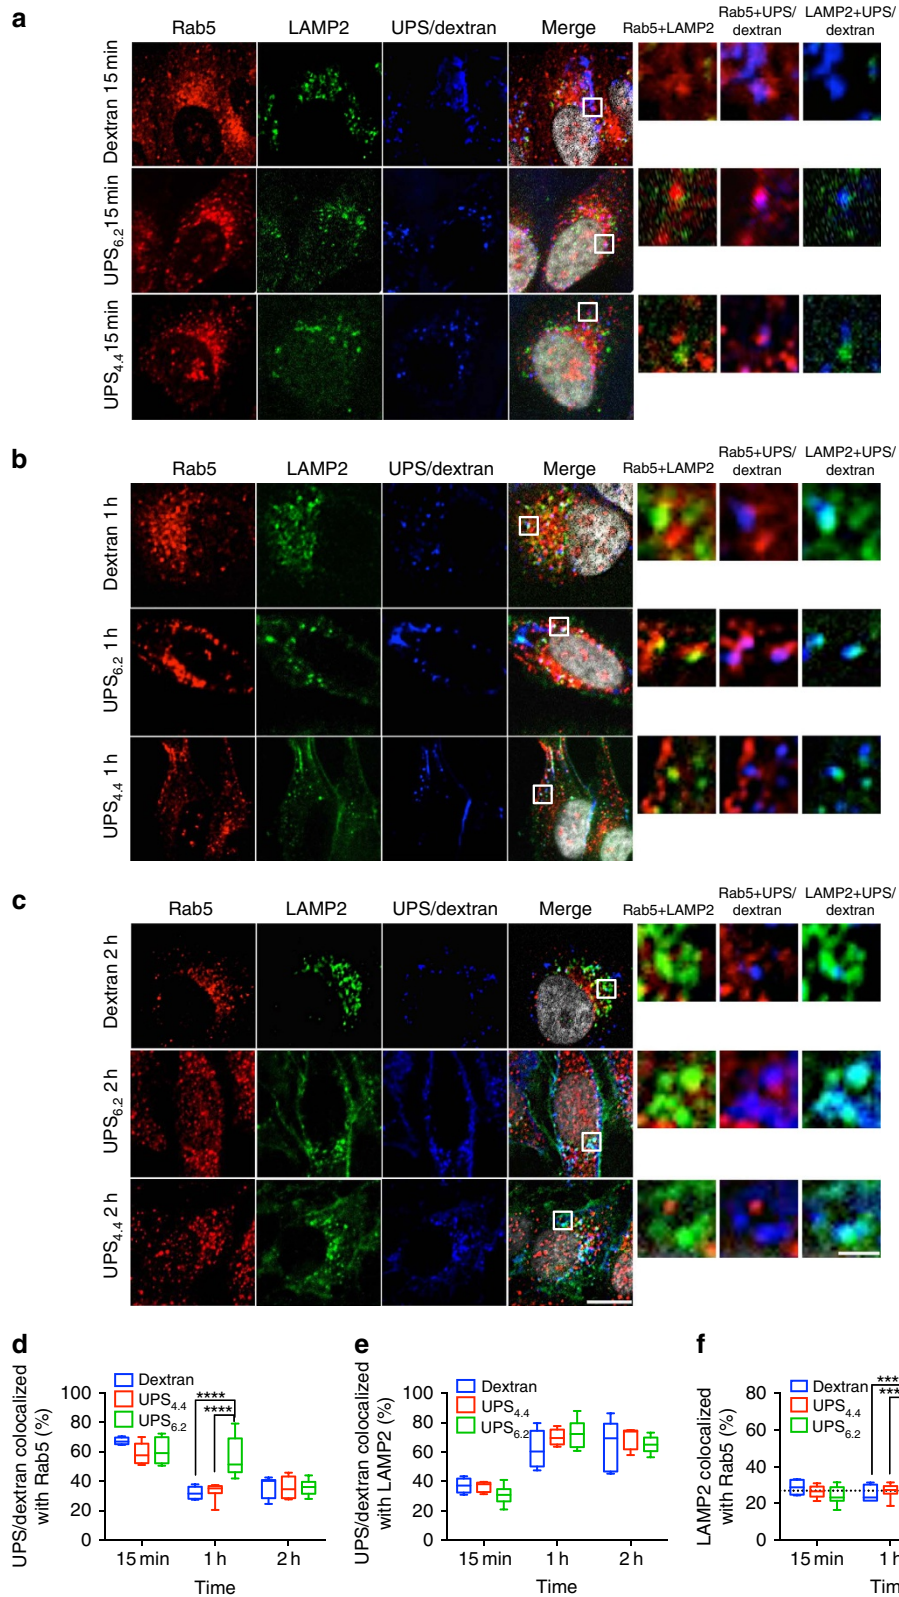 a
Rab5 LAMP2 UPS/dextran Merge Rab5+LAMP2 Rab5+UPS/dextran LAMP2+UPS/dextran
Dextran 15 min
UPS6.2 15 min
UPS4.4 15 min
b
Rab5 LAMP2 UPS/dextran Merge Rab5+LAMP2 Rab5+UPS/dextran LAMP2+UPS/dextran
Dextran 1 h
UPS6.2 1 h
UPS4.4 1 h
c
Rab5 LAMP2 UPS/dextran Merge Rab5+LAMP2 Rab5+UPS/dextran LAMP2+UPS/dextran
Dextran 2 h
UPS6.2 2 h
UPS4.4 2 h
d
UPS/dextran colocalized
with Rab5 (%)
100
80
60
40
20
0
Dextran
UPS4.4
UPS6.2
****
****
15 min 1 h 2 h
Time
e
UPS/dextran colocalized
with LAMP2 (%)
100
80
60
40
20
0
Dextran
UPS4.4
UPS6.2
15 min 1 h 2 h
Time
f
LAMP2 colocalized
with Rab5 (%)
80
60
40
20
0
Dextran
UPS4.4
UPS6.2
15 min